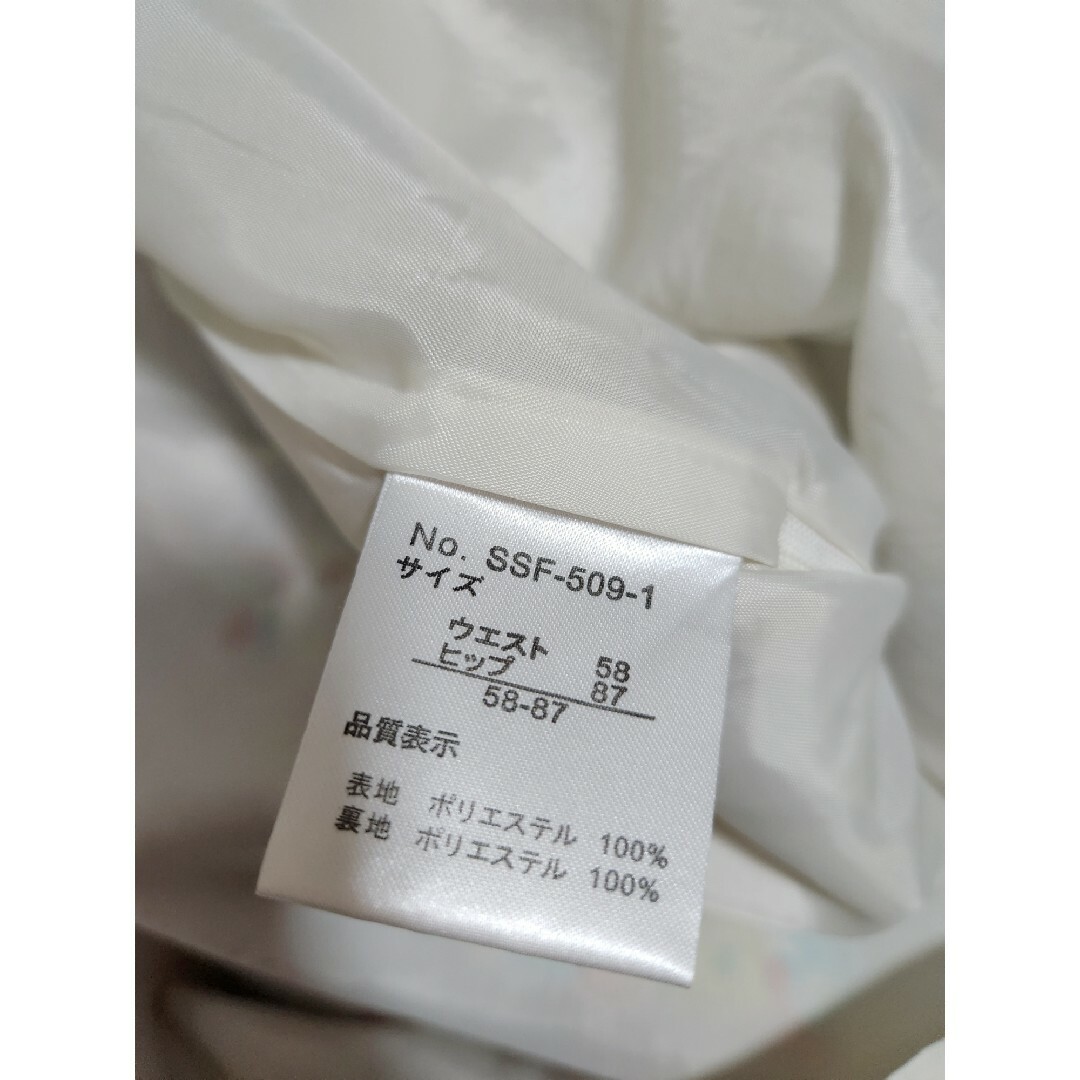 No. SSF-509-1
サイズ
ウエスト 58
ヒップ 87
58-87
品質表示
表地 ポリエステル 100%
裏地 ポリエステル 100%